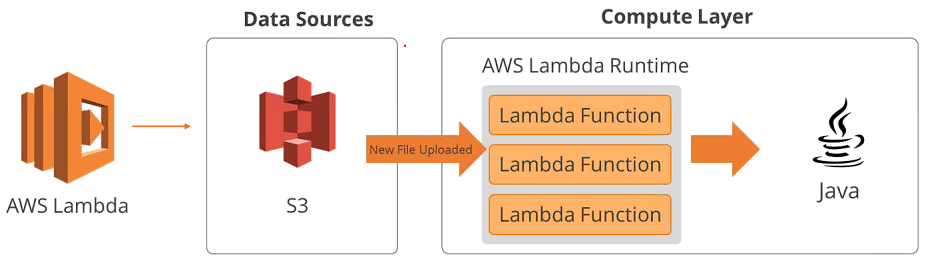 Data Sources
Compute Layer
AWS Lambda
S3
New File Uploaded
AWS Lambda Runtime
Lambda Function
Lambda Function
Lambda Function
Java